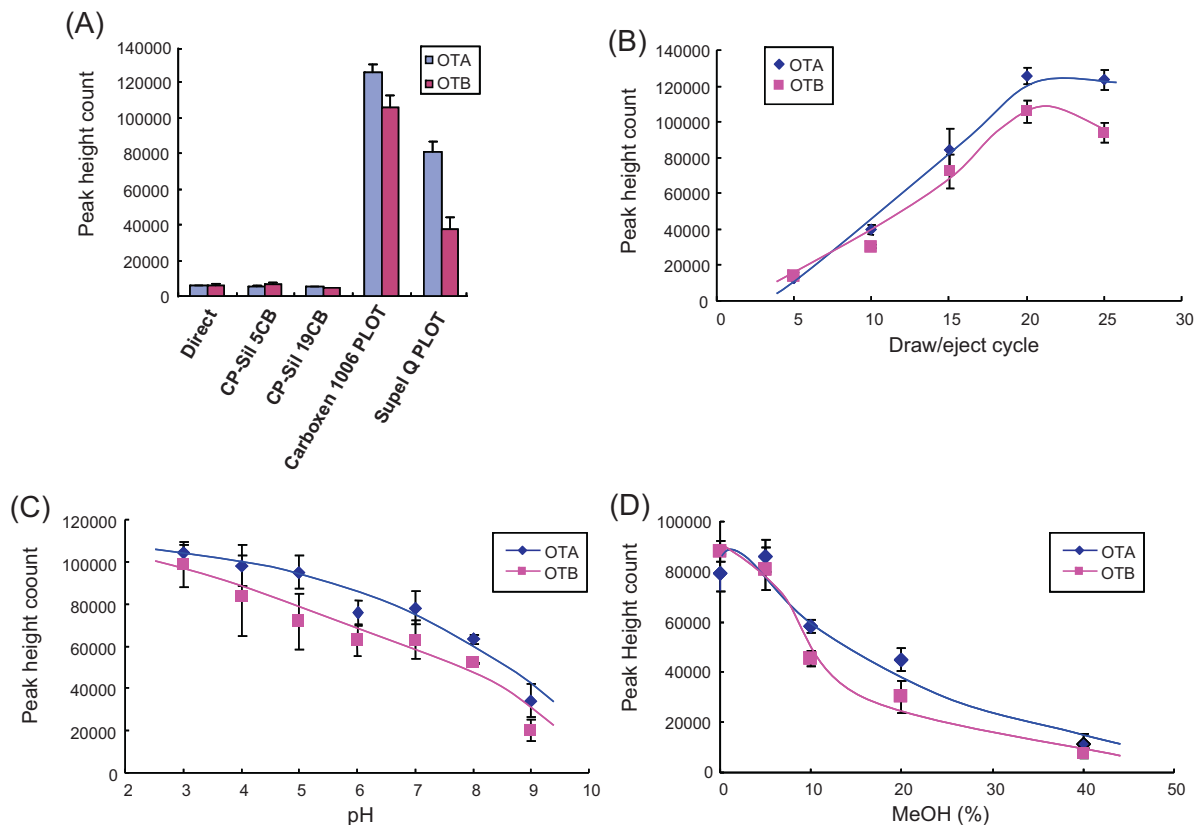 (A)
Peak height count
140000
120000
100000
80000
60000
40000
20000
0
OTA
OTB
Direct
CP-Sil 5CB
CP-Sil 19CB
Carboxen 1006 PLOT
Supel Q PLOT
(B)
Peak height count
140000
120000
100000
80000
60000
40000
20000
0
OTA
OTB
0 5 10 15 20 25 30
Draw/eject cycle
(C)
Peak height count
120000
100000
80000
60000
40000
20000
0
OTA
OTB
2 3 4 5 6 7 8 9 10
pH
(D)
Peak Height count
100000
80000
60000
40000
20000
0
OTA
OTB
0 10 20 30 40 50
MeOH (%)